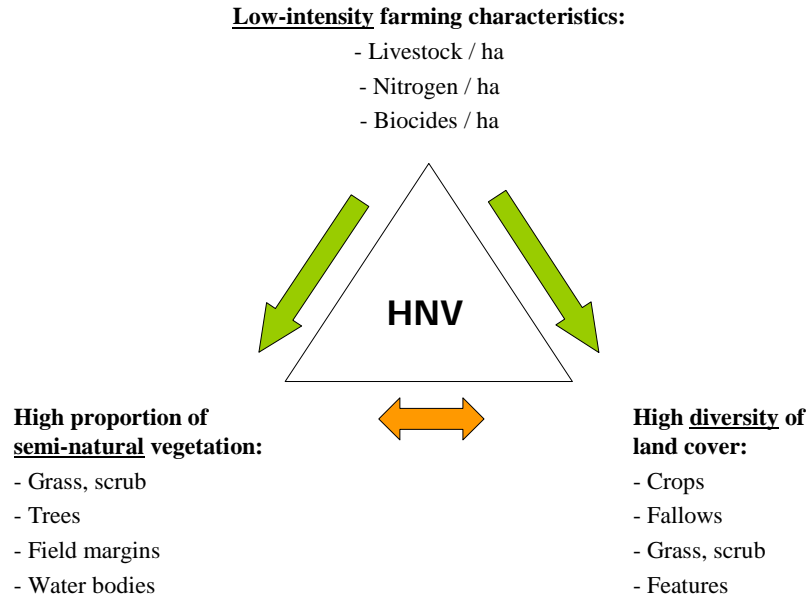 Low-intensity farming characteristics:
- Livestock / ha
- Nitrogen / ha
- Biocides / ha
HNV
High proportion of
semi-natural vegetation:
- Grass, scrub
- Trees
- Field margins
- Water bodies
High diversity of
land cover:
- Crops
- Fallows
- Grass, scrub
- Features